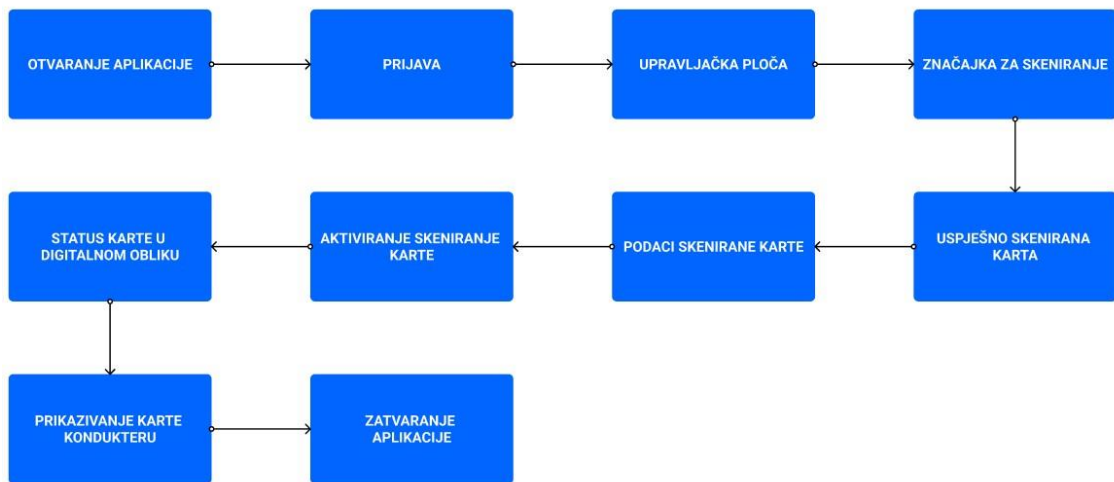 OTVARANJE APLIKACIJE
PRIJAVA
UPRAVLJAČKA PLOČA
ZNAČAJKA ZA SKENIRANJE
USPJEŠNO SKENIRANA
KARTA
PODACI SKENIRANE KARTE
AKTIVIRANJE SKENIRANJE
KARTE
STATUS KARTE U
DIGITALNOM OBLIKU
PRIKAZIVANJE KARTE
KONDUKTERU
ZATVARANJE
APLIKACIJE